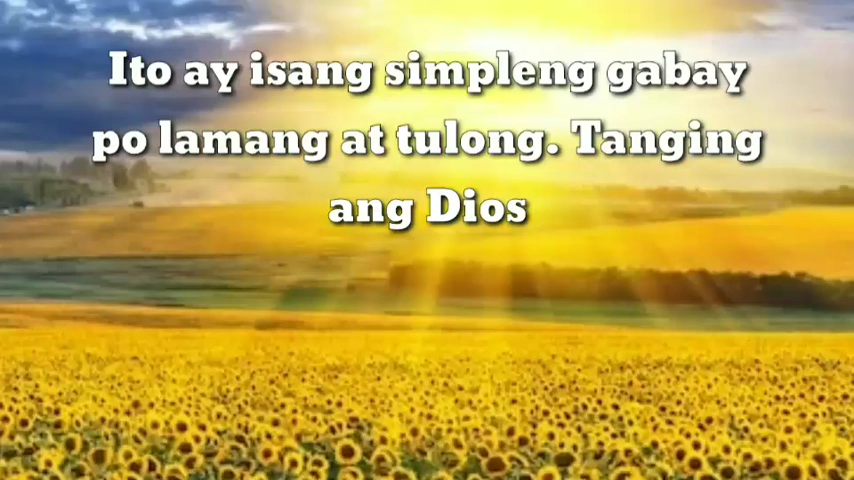 Ito ay isang simpleng gabay
po lamang at tulong. Tanging
ang Dios